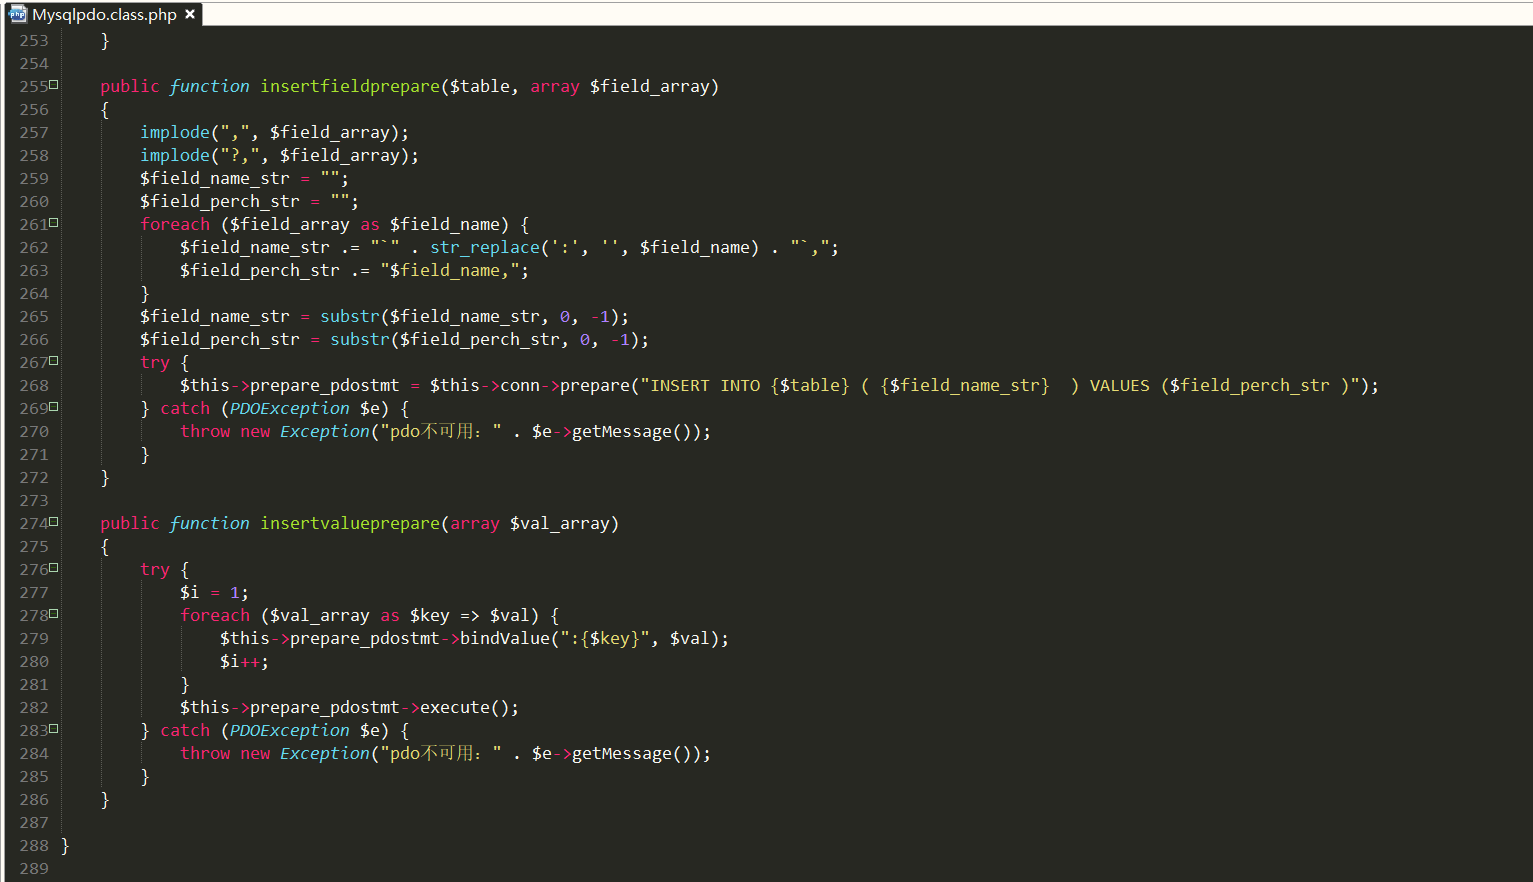 Mysqlpdo.class.php ×
253     }
254
255     public function insertfieldprepare($table, array $field_array)
256     {
257         implode(",", $field_array);
258         implode("?,", $field_array);
259         $field_name_str = "";
260         $field_perch_str = "";
261         foreach ($field_array as $field_name) {
262             $field_name_str .= "`" . str_replace(':', '', $field_name) . "`,";
263             $field_perch_str .= "$field_name,";
264         }
265         $field_name_str = substr($field_name_str, 0, -1);
266         $field_perch_str = substr($field_perch_str, 0, -1);
267         try {
268             $this->prepare_pdostmt = $this->conn->prepare("INSERT INTO {$table} ( {$field_name_str}  ) VALUES ($field_perch_str )");
269         } catch (PDOException $e) {
270             throw new Exception("pdo不可用：" . $e->getMessage());
271         }
272     }
273
274     public function insertvalueprepare(array $val_array)
275     {
276         try {
277             $i = 1;
278             foreach ($val_array as $key => $val) {
279                 $this->prepare_pdostmt->bindValue(":{$key}", $val);
280                 $i++;
281             }
282             $this->prepare_pdostmt->execute();
283         } catch (PDOException $e) {
284             throw new Exception("pdo不可用：" . $e->getMessage());
285         }
286     }
287
288 }
289